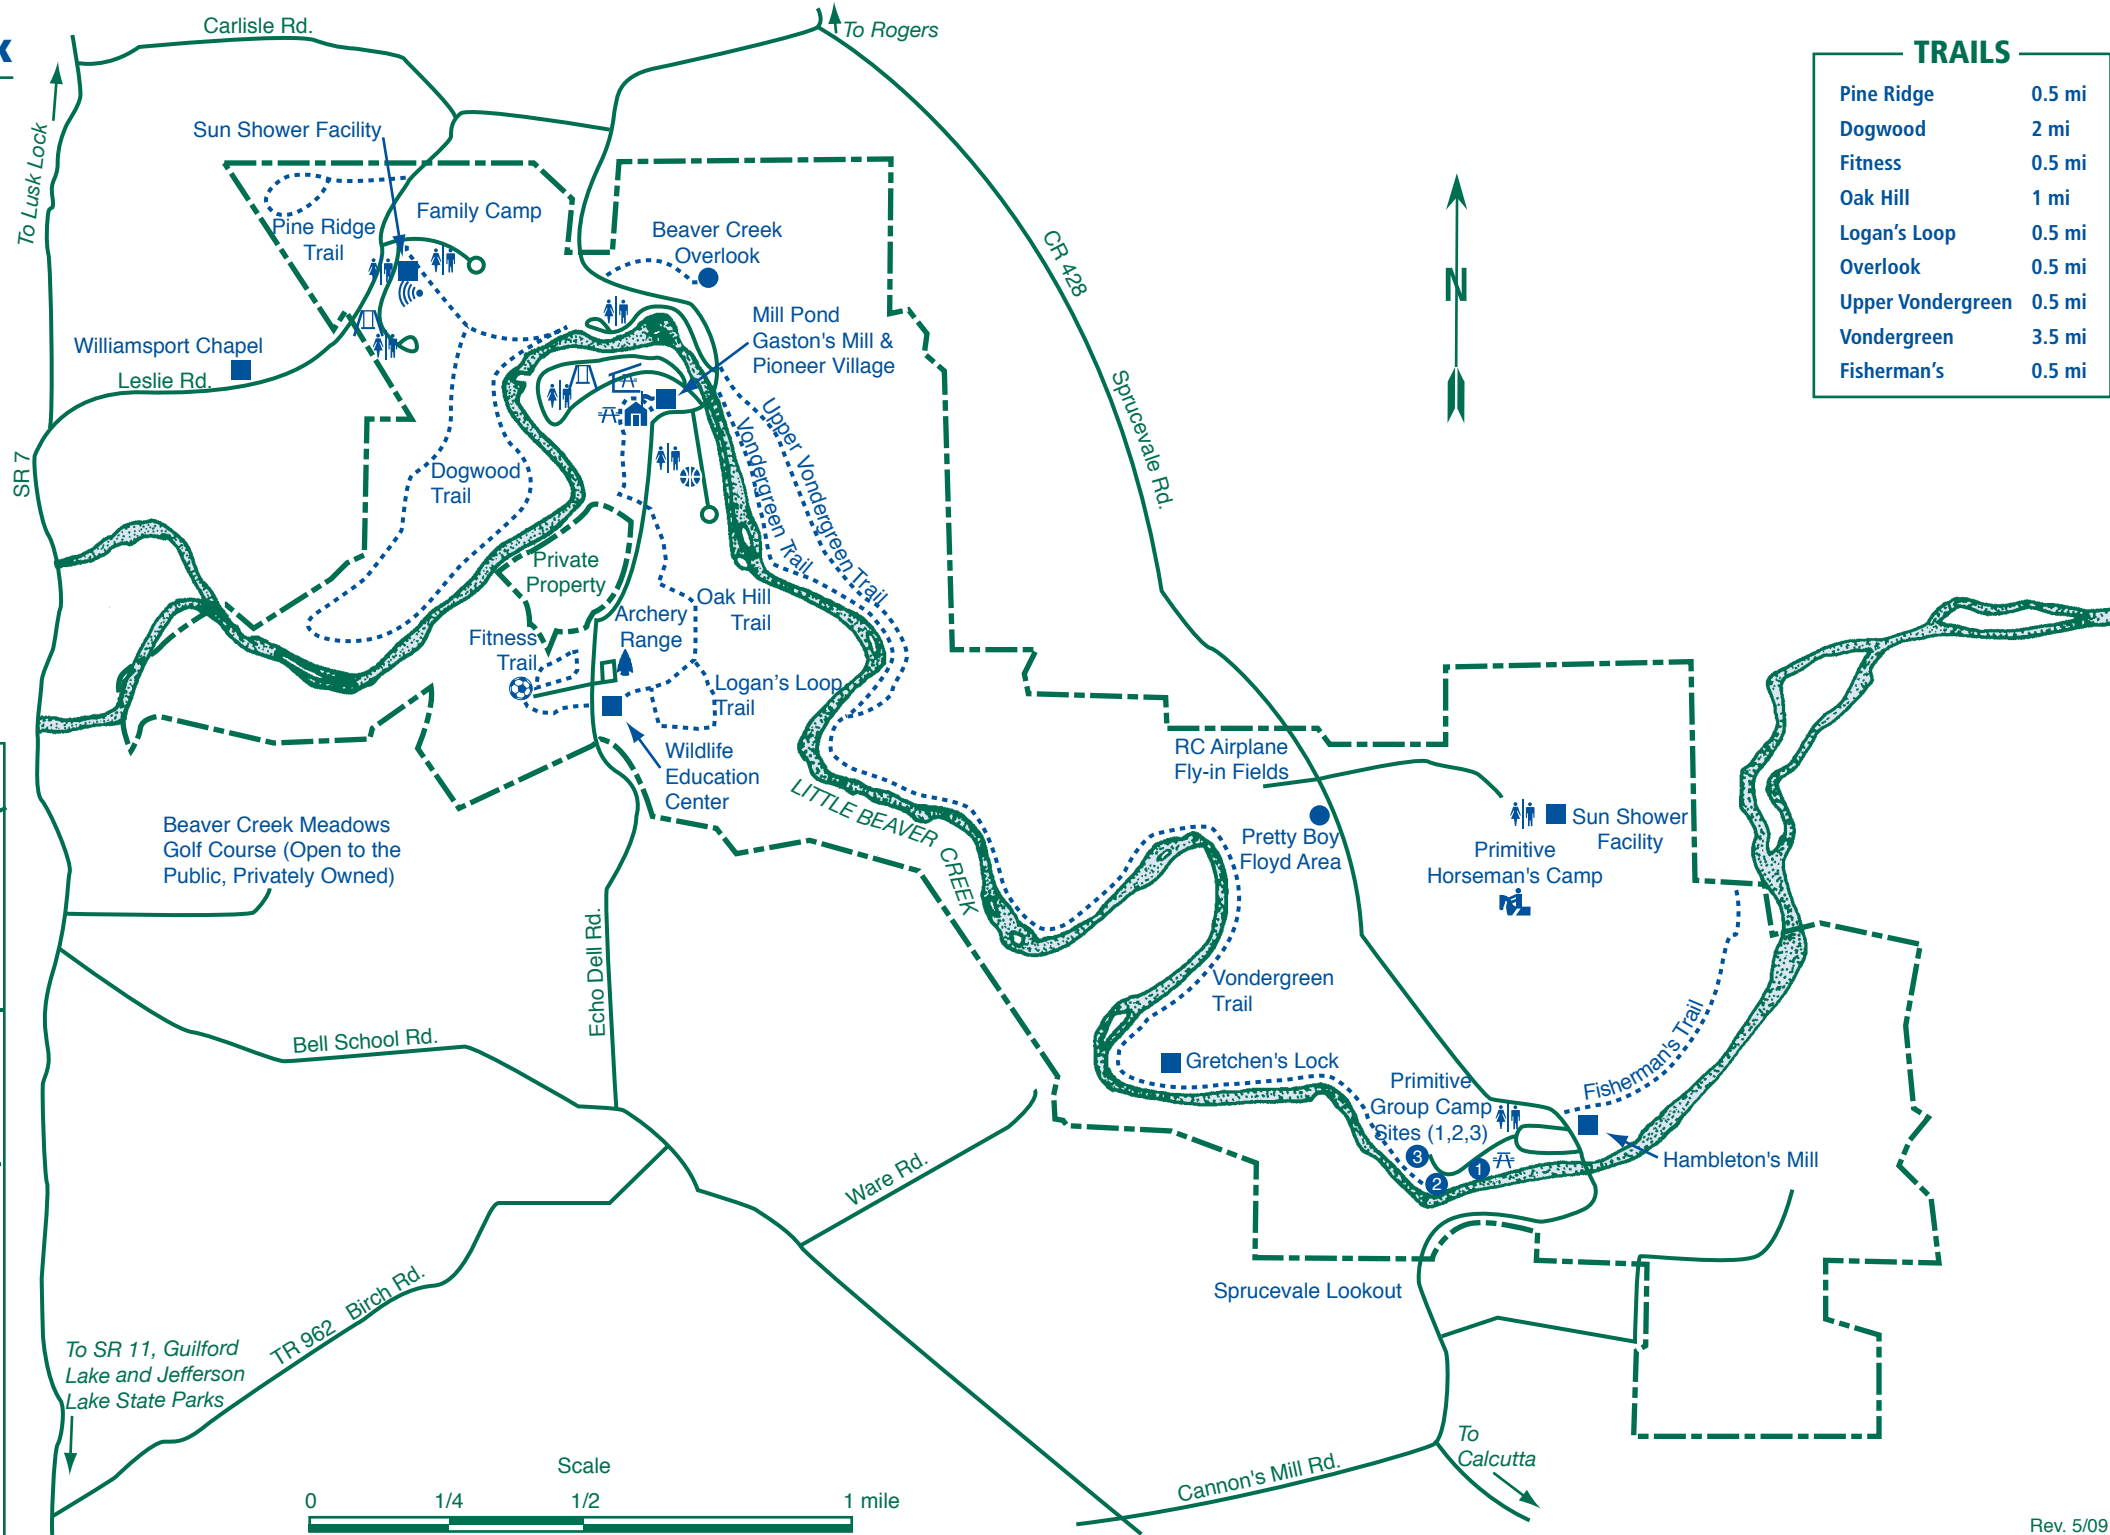 k
Carlisle Rd.
To Rogers
TRAILS
Pine Ridge 0.5 mi
Dogwood 2 mi
Fitness 0.5 mi
Oak Hill 1 mi
Logan's Loop 0.5 mi
Overlook 0.5 mi
Upper Vondergreen 0.5 mi
Vondergreen 3.5 mi
Fisherman's 0.5 mi
To Lusk Lock
Sun Shower Facility
Family Camp
Pine Ridge
Trail
Beaver Creek
Overlook
CR 428
N
Mill Pond
Gaston's Mill &
Pioneer Village
Williamsport Chapel
Leslie Rd.
Sprucevale Rd.
SR 7
Dogwood
Trail
Vondergreen Trail
Upper Vondergreen Trail
Private
Property
Archery
Range
Oak Hill
Trail
Fitness
Trail
Logan's Loop
Trail
Wildlife
Education
Center
LITTLE BEAVER CREEK
RC Airplane
Fly-in Fields
Pretty Boy
Floyd Area
Sun Shower
Facility
Primitive
Horseman's Camp
Beaver Creek Meadows
Golf Course (Open to the
Public, Privately Owned)
Echo Dell Rd.
Vondergreen
Trail
Bell School Rd.
Gretchen's Lock
Fisherman's Trail
Primitive
Group Camp
Sites (1,2,3)
3
1
2
Hambleton's Mill
Ware Rd.
Sprucevale Lookout
TR 962 Birch Rd.
To SR 11, Guilford
Lake and Jefferson
Lake State Parks
To
Calcutta
Cannon's Mill Rd.
Scale
0 1/4 1/2 1 mile
Rev. 5/09